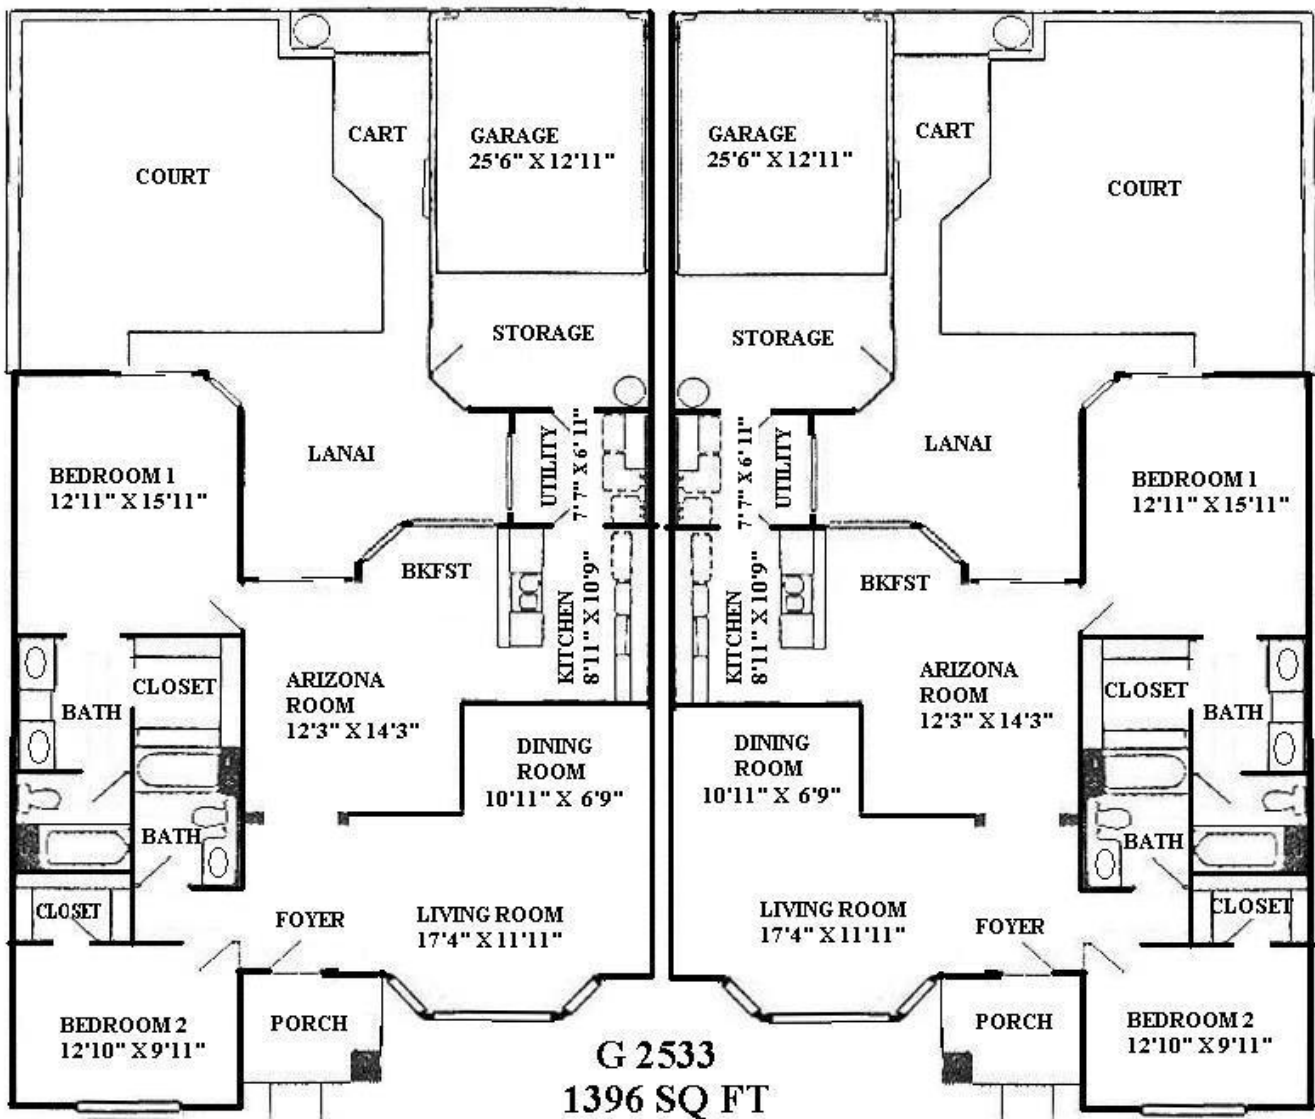 CART
GARAGE
25'6" X 12'11"
COURT
STORAGE
LANAI
UTILITY
7'7" X 6'11"
BEDROOM 1
12'11" X 15'11"
BKFST
KITCHEN
8'11" X 10'9"
CLOSET
BATH
ARIZONA
ROOM
12'3" X 14'3"
DINING
ROOM
10'11" X 6'9"
BATH
CLOSET
FOYER
LIVING ROOM
17'4" X 11'11"
BEDROOM 2
12'10" X 9'11"
PORCH
GARAGE
25'6" X 12'11"
CART
COURT
STORAGE
LANAI
UTILITY
7'7" X 6'11"
BEDROOM 1
12'11" X 15'11"
BKFST
KITCHEN
8'11" X 10'9"
ARIZONA
ROOM
12'3" X 14'3"
CLOSET
BATH
DINING
ROOM
10'11" X 6'9"
BATH
CLOSET
LIVING ROOM
17'4" X 11'11"
FOYER
PORCH
BEDROOM 2
12'10" X 9'11"
G 2533
1396 SQ FT